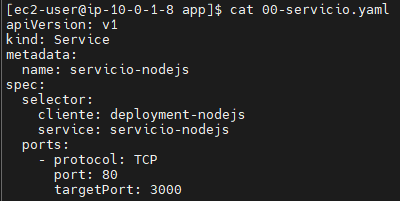 [ec2-user@ip-10-0-1-8 app]$ cat 00-servicio.yaml
apiVersion: v1
kind: Service
metadata:
  name: servicio-nodejs
spec:
  selector:
    cliente: deployment-nodejs
    service: servicio-nodejs
  ports:
    - protocol: TCP
      port: 80
      targetPort: 3000